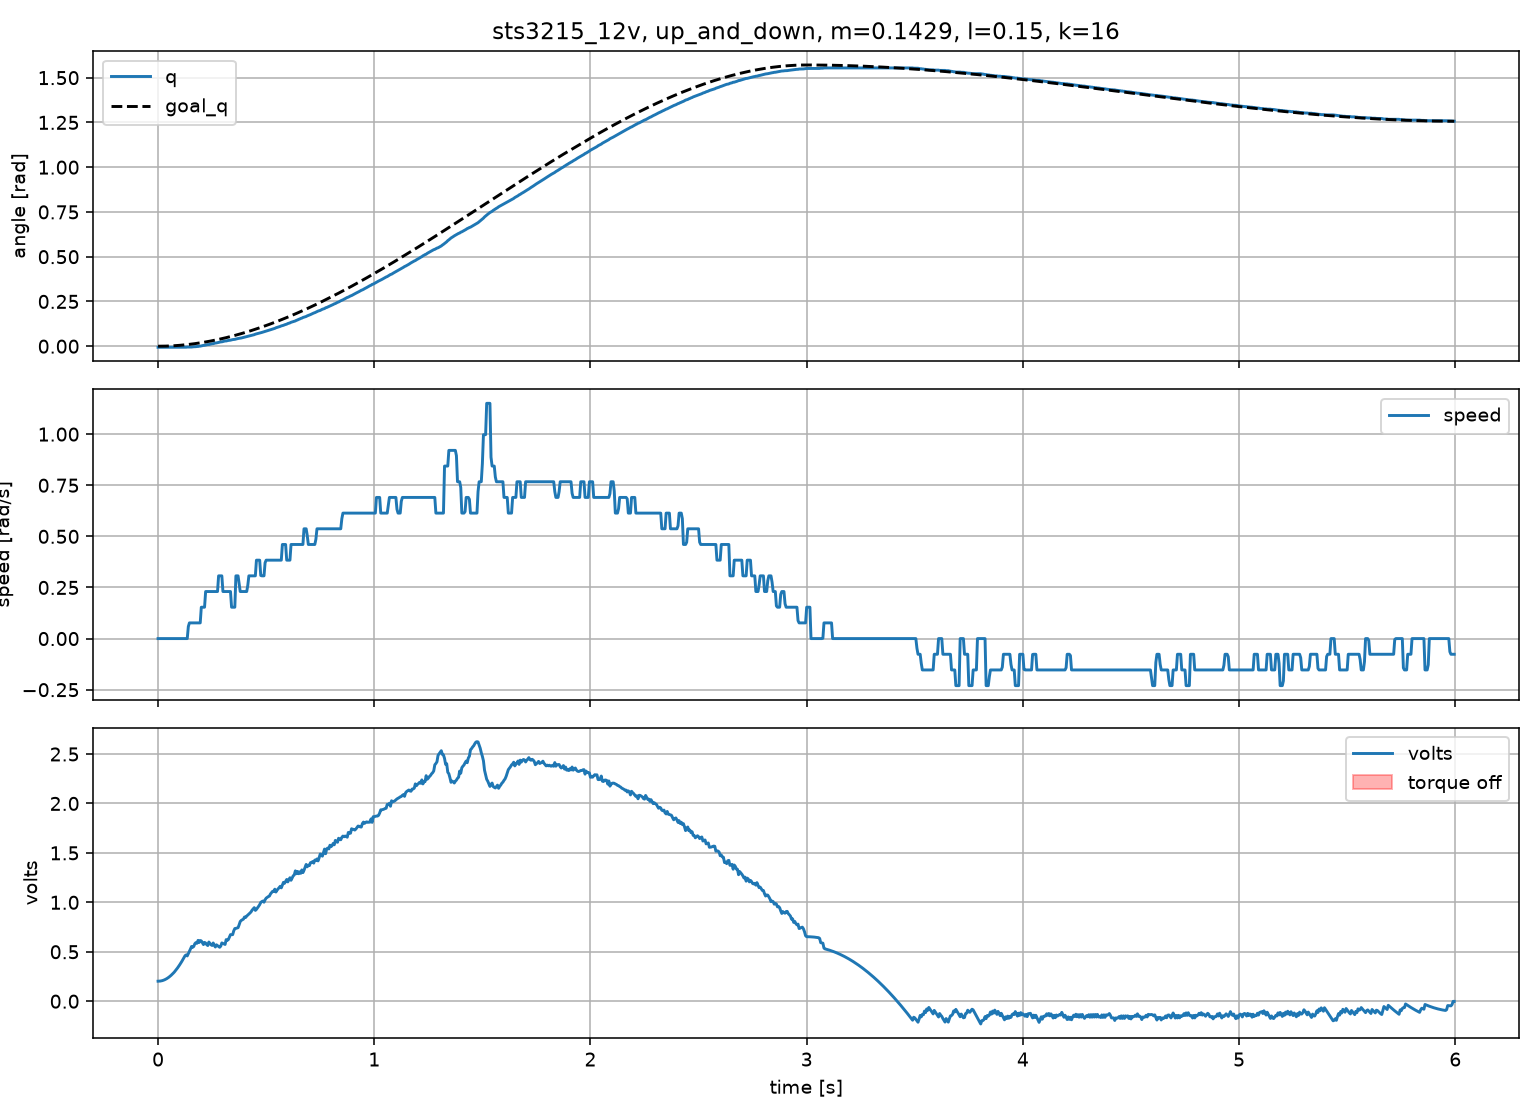 sts3215_12v, up_and_down, m=0.1429, l=0.15, k=16
q
goal_q
angle [rad]
1.50
1.25
1.00
0.75
0.50
0.25
0.00
speed
speed [rad/s]
1.00
0.75
0.50
0.25
0.00
−0.25
volts
torque off
volts
2.5
2.0
1.5
1.0
0.5
0.0
0 1 2 3 4 5 6
time [s]